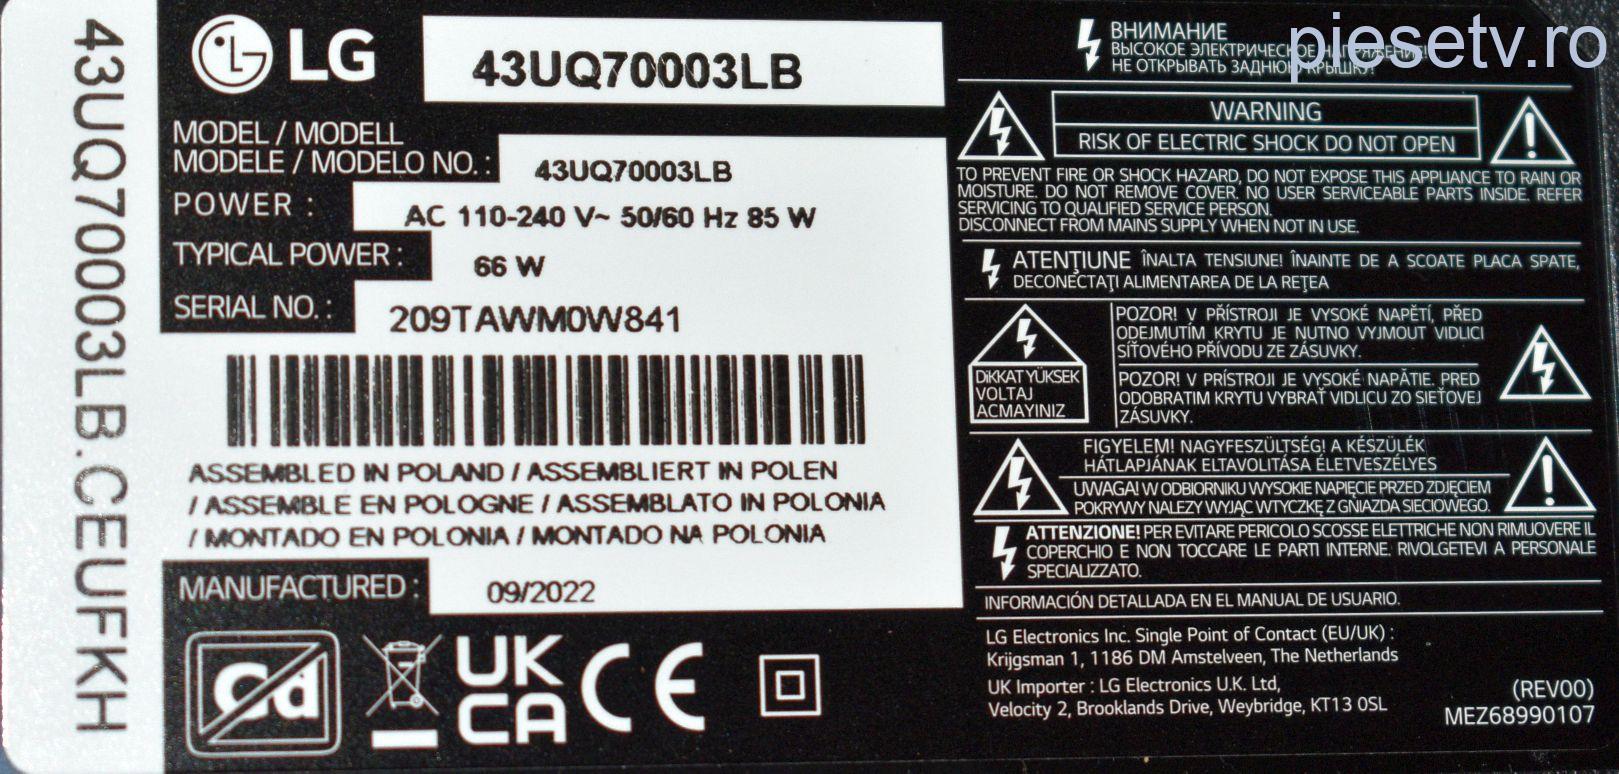 43UQ70003LB.CEUFKH
LG
43UQ70003LB
MODEL / MODELL
MODELE / MODELO NO. :
43UQ70003LB
POWER :
AC 110-240 V~ 50/60 Hz 85 W
TYPICAL POWER :
66 W
SERIAL NO. :
209TAWM0W841
ASSEMBLED IN POLAND / ASSEMBLIERT IN POLEN
/ ASSEMBLE EN POLOGNE / ASSEMBLATO IN POLONIA
/ MONTADO EN POLONIA / MONTADO NA POLONIA
MANUFACTURED :
09/2022
Cd
UK
CA
CE
piesetv.ro
ВНИМАНИЕ
ВЫСОКОЕ ЭЛЕКТРИЧЕСКОЕ НАПРЯЖЕНИЕ!
НЕ ОТКРЫВАТЬ ЗАДНЮЮ КРЫШКУ!
WARNING
RISK OF ELECTRIC SHOCK DO NOT OPEN
TO PREVENT FIRE OR SHOCK HAZARD, DO NOT EXPOSE THIS APPLIANCE TO RAIN OR
MOISTURE. DO NOT REMOVE COVER. NO USER SERVICEABLE PARTS INSIDE. REFER
SERVICING TO QUALIFIED SERVICE PERSON.
DISCONNECT FROM MAINS SUPPLY WHEN NOT IN USE.
ATENŢIUNE ÎNALTA TENSIUNE! ÎNAINTE DE A SCOATE PLACA SPATE,
DECONECTAŢI ALIMENTAREA DE LA REŢEA
DİKKAT YÜKSEK
VOLTAJ
ACMAYINIZ
POZOR! V PŘÍSTROJI JE VYSOKÉ NAPĚTÍ, PŘED
ODEJMUTÍM KRYTU JE NUTNO VYJMOUT VIDLICI
SÍŤOVÉHO PŘÍVODU ZE ZÁSUVKY.
POZOR! V PRÍSTROJI JE VYSOKÉ NAPÄTIE. PRED
ODOBRATIM KRYTU VYBRAŤ VIDLICU ZO SIEŤOVEJ
ZÁSUVKY.
FIGYELEM! NAGYFESZÜLTSÉG! A KÉSZÜLÉK
HÁTLAPJÁNAK ELTAVOLITÁSA ÉLETVESZÉLYES
UWAGA! W ODBIORNIKU WYSOKIE NAPIĘCIE PRZED ZDJĘCIEM
POKRYWY NALEZY WYJĄC WTYCZKĘ Z GNIAZDA SIECIOWEGO.
ATTENZIONE! PER EVITARE PERICOLO SCOSSE ELETTRICHE NON RIMUOVERE IL
COPERCHIO E NON TOCCARE LE PARTI INTERNE. RIVOLGETEVI A PERSONALE
SPECIALIZZATO.
INFORMACIÓN DETALLADA EN EL MANUAL DE USUARIO.
LG Electronics Inc. Single Point of Contact (EU/UK) :
Krijgsman 1, 1186 DM Amstelveen, The Netherlands
UK Importer : LG Electronics U.K. Ltd,
Velocity 2, Brooklands Drive, Weybridge, KT13 0SL
(REV00)
MEZ68990107